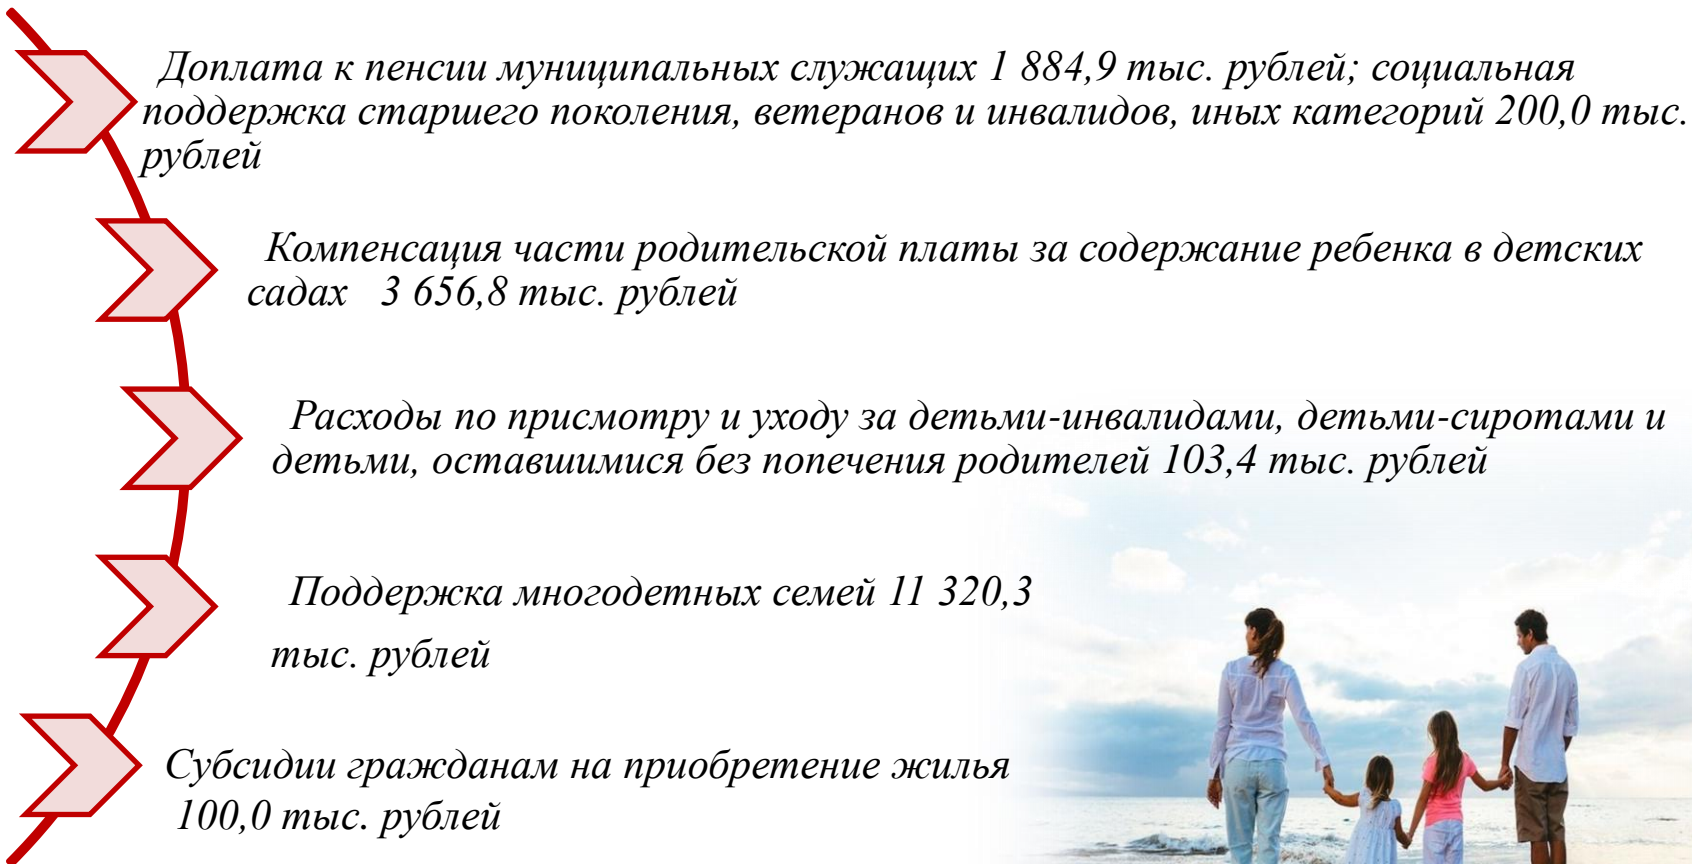 Доплата к пенсии муниципальных служащих 1 884,9 тыс. рублей; социальная
поддержка старшего поколения, ветеранов и инвалидов, иных категорий 200,0 тыс.
рублей
Компенсация части родительской платы за содержание ребенка в детских
садах 3 656,8 тыс. рублей
Расходы по присмотру и уходу за детьми-инвалидами, детьми-сиротами и
детьми, оставшимися без попечения родителей 103,4 тыс. рублей
Поддержка многодетных семей 11 320,3
тыс. рублей
Субсидии гражданам на приобретение жилья
100,0 тыс. рублей